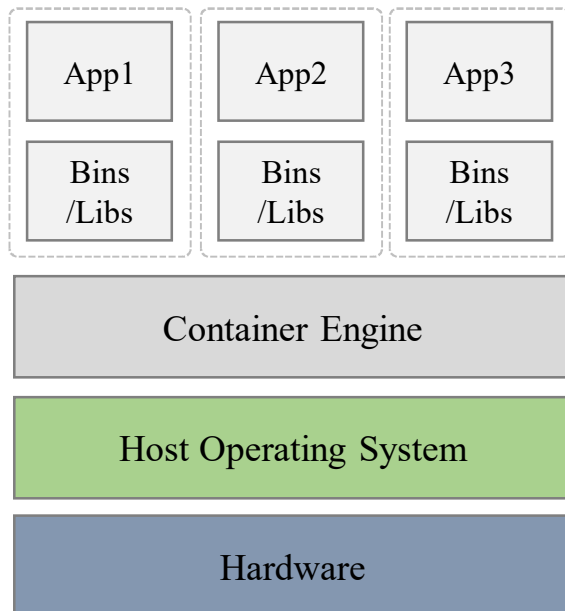 App1
App2
App3
Bins
/Libs
Bins
/Libs
Bins
/Libs
Container Engine
Host Operating System
Hardware